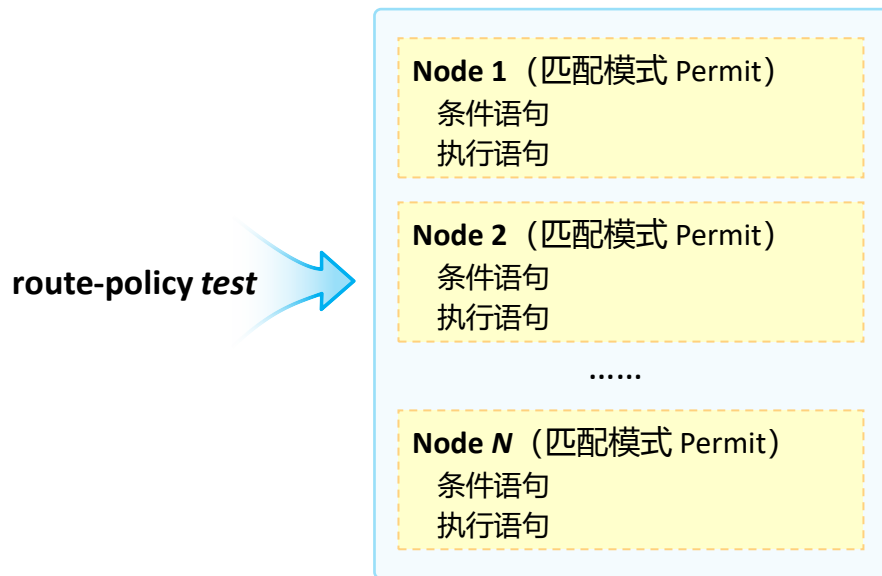 Node 1（匹配模式 Permit）
条件语句
执行语句
Node 2（匹配模式 Permit）
条件语句
执行语句
route-policy test
……
Node N（匹配模式 Permit）
条件语句
执行语句